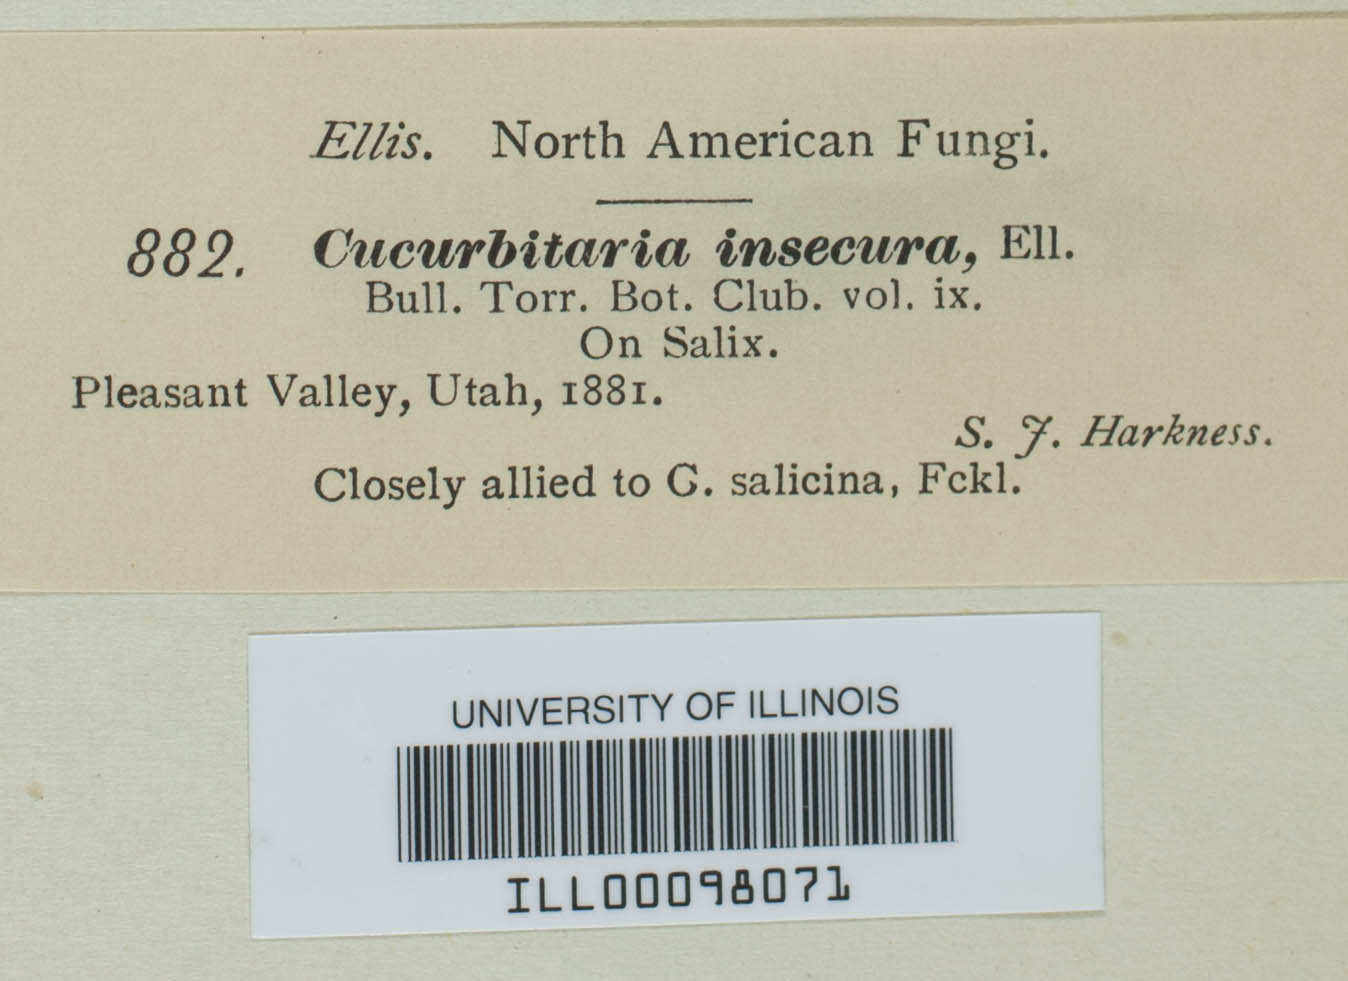 Ellis. North American Fungi.
882. Cucurbitaria insecura, Ell.
Bull. Torr. Bot. Club. vol. ix.
On Salix.
Pleasant Valley, Utah, 1881.
S. J. Harkness.
Closely allied to C. salicina, Fckl.
UNIVERSITY OF ILLINOIS
ILL00098071